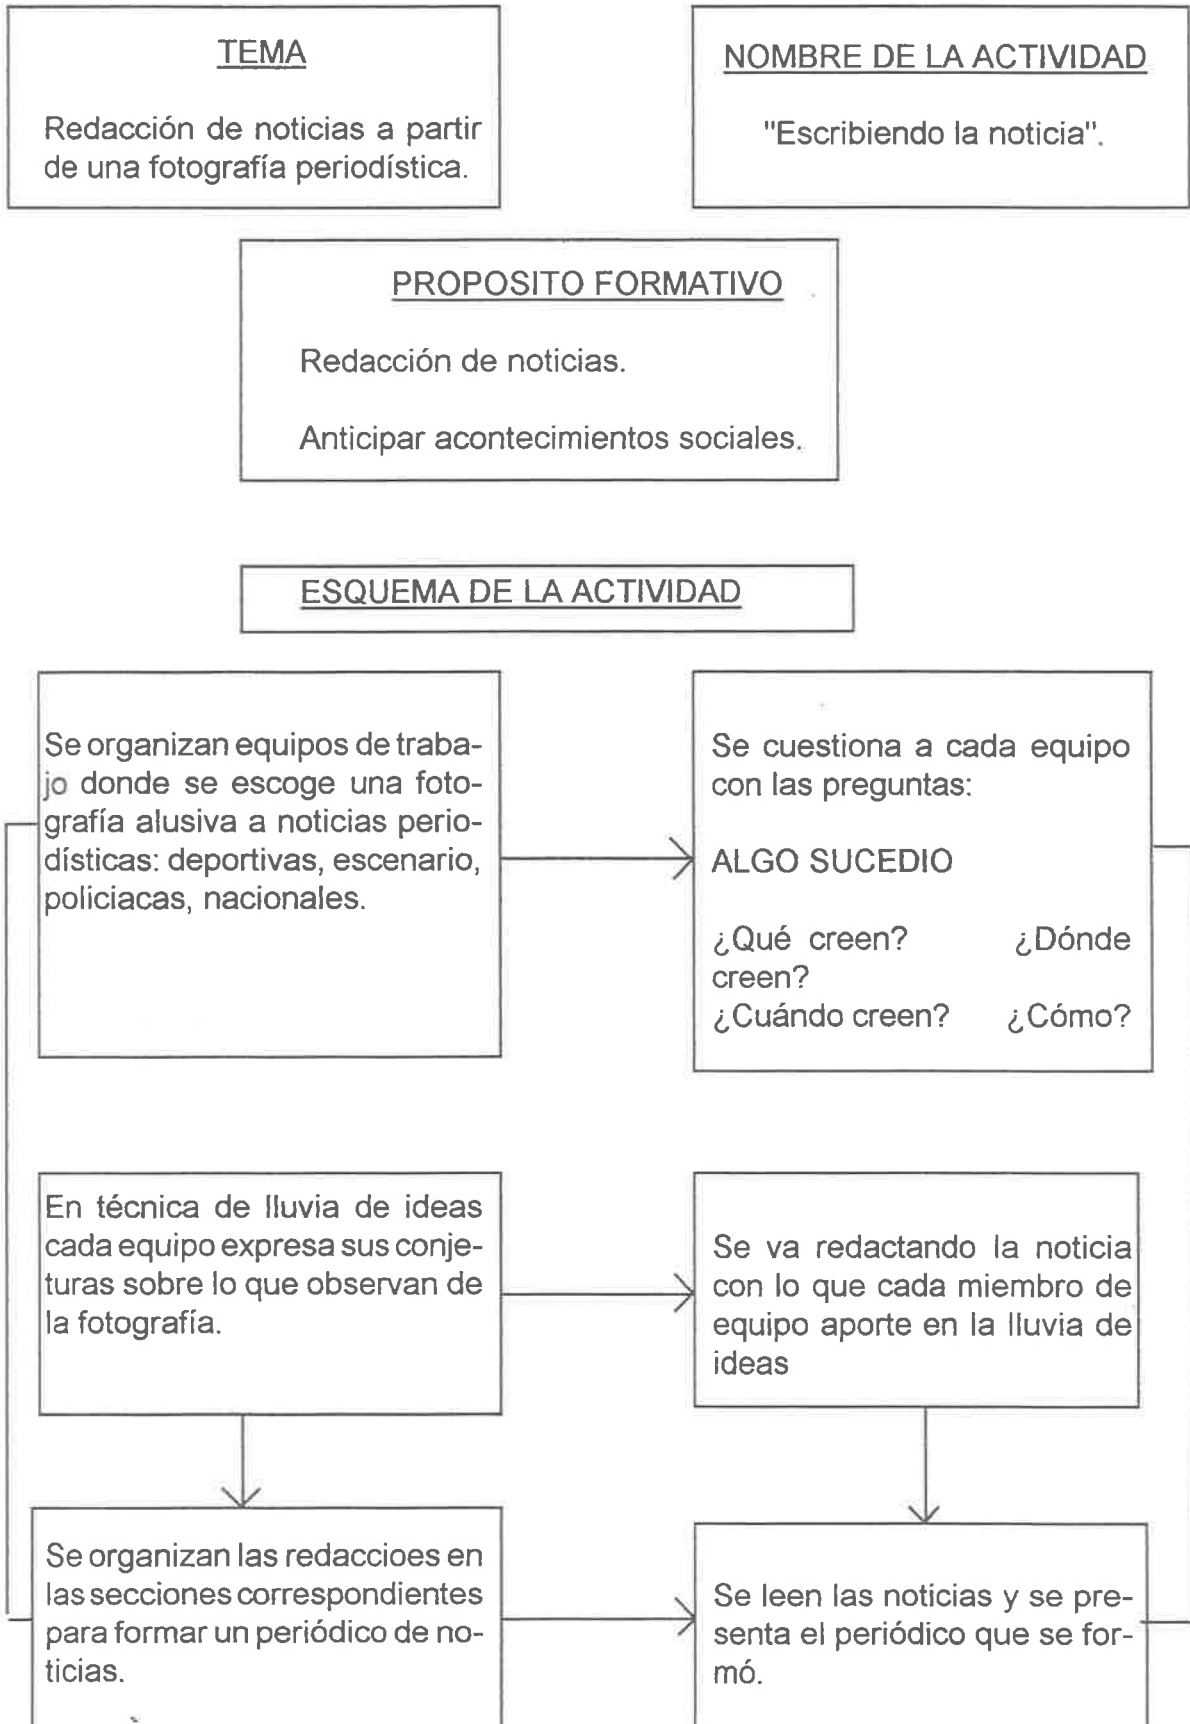 TEMA
Redacción de noticias a partir
de una fotografía periodística.
NOMBRE DE LA ACTIVIDAD
"Escribiendo la noticia".
PROPOSITO FORMATIVO
Redacción de noticias.
Anticipar acontecimientos sociales.
ESQUEMA DE LA ACTIVIDAD
Se organizan equipos de traba-
jo donde se escoge una foto-
grafía alusiva a noticias perio-
dísticas: deportivas, escenario,
policiacas, nacionales.
Se cuestiona a cada equipo
con las preguntas:
ALGO SUCEDIO
¿Qué creen? ¿Dónde
creen?
¿Cuándo creen? ¿Cómo?
En técnica de lluvia de ideas
cada equipo expresa sus conje-
turas sobre lo que observan de
la fotografía.
Se va redactando la noticia
con lo que cada miembro de
equipo aporte en la lluvia de
ideas
Se organizan las redaccioes en
las secciones correspondientes
para formar un periódico de no-
ticias.
Se leen las noticias y se pre-
senta el periódico que se for-
mó.